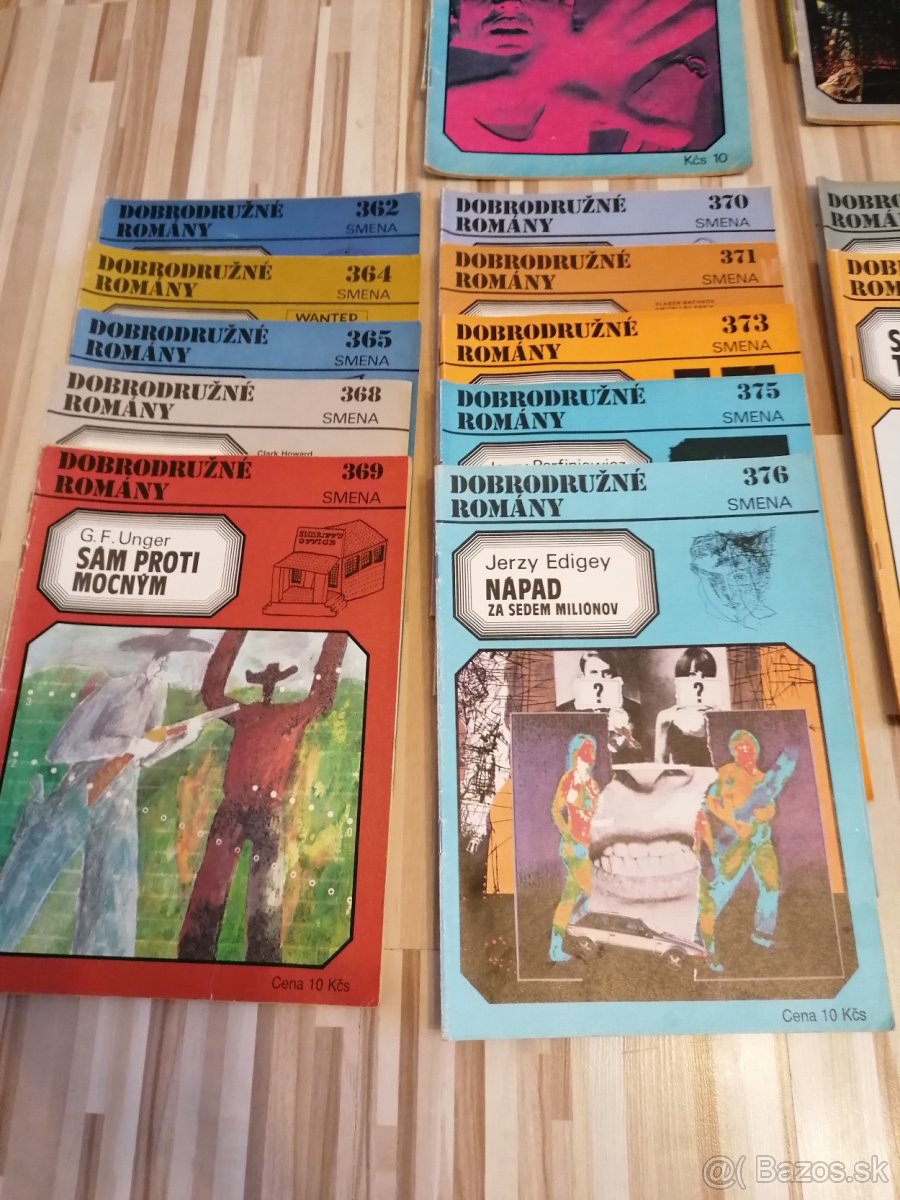 Kčs 10
DOBRODRUŽNÉ
ROMÁNY
362
SMENA
DOBRODRUŽNÉ
ROMÁNY
364
SMENA
WANTED
DOBRODRUŽNÉ
ROMÁNY
365
SMENA
DOBRODRUŽNÉ
ROMÁNY
368
SMENA
Clark Howard
DOBRODRUŽNÉ
ROMÁNY
369
SMENA
G. F. Unger
SÁM PROTI
MOCNÝM
SHERIFF'S
OFFICE
Cena 10 Kčs
DOBRODRUŽNÉ
ROMÁNY
370
SMENA
DOBRODRUŽNÉ
ROMÁNY
371
SMENA
DOBRODRUŽNÉ
ROMÁNY
373
SMENA
DOBRODRUŽNÉ
ROMÁNY
375
SMENA
DOBRODRUŽNÉ
ROMÁNY
376
SMENA
Jerzy Edigey
NÁPAD
ZA SEDEM MILIÓNOV
? ?
Cena 10 Kčs
@( Bazos.sk